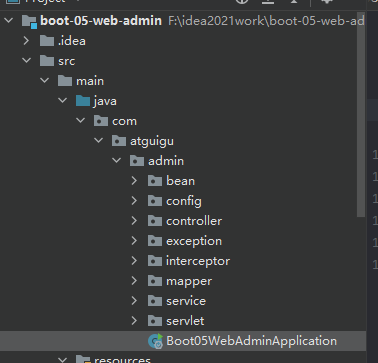 boot-05-web-admin F:\idea2021work\boot-05-web-ad
.idea
src
main
java
com
atguigu
admin
bean
config
controller
exception
interceptor
mapper
service
servlet
Boot05WebAdminApplication
resources